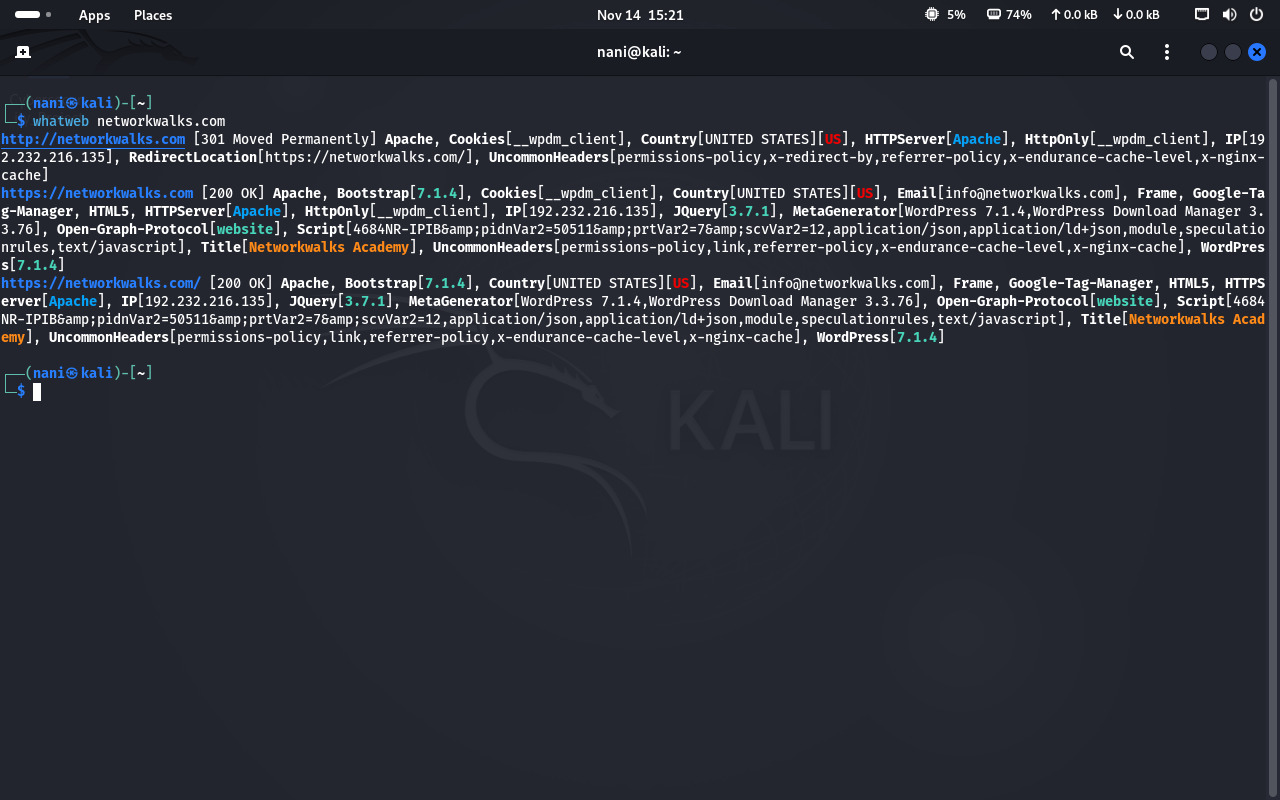 Apps Places Nov 14 15:21 5% 74% 0.0 kB 0.0 kB
nani@kali: ~
┌──(nani㉿kali)-[~]
└─$ whatweb networkwalks.com
http://networkwalks.com [301 Moved Permanently] Apache, Cookies[__wpdm_client], Country[UNITED STATES][US], HTTPServer[Apache], HttpOnly[__wpdm_client], IP[19
2.232.216.135], RedirectLocation[https://networkwalks.com/], UncommonHeaders[permissions-policy,x-redirect-by,referrer-policy,x-endurance-cache-level,x-nginx-
cache]
https://networkwalks.com [200 OK] Apache, Bootstrap[7.1.4], Cookies[__wpdm_client], Country[UNITED STATES][US], Email[info@networkwalks.com], Frame, Google-Ta
g-Manager, HTML5, HTTPServer[Apache], HttpOnly[__wpdm_client], IP[192.232.216.135], JQuery[3.7.1], MetaGenerator[WordPress 7.1.4,WordPress Download Manager 3.
3.76], Open-Graph-Protocol[website], Script[4684NR-IPIB&amp;pidnVar2=50511&amp;prtVar2=7&amp;scvVar2=12,application/json,application/ld+json,module,speculatio
nrules,text/javascript], Title[Networkwalks Academy], UncommonHeaders[permissions-policy,link,referrer-policy,x-endurance-cache-level,x-nginx-cache], WordPres
s[7.1.4]
https://networkwalks.com/ [200 OK] Apache, Bootstrap[7.1.4], Country[UNITED STATES][US], Email[info@networkwalks.com], Frame, Google-Tag-Manager, HTML5, HTTPS
erver[Apache], IP[192.232.216.135], JQuery[3.7.1], MetaGenerator[WordPress 7.1.4,WordPress Download Manager 3.3.76], Open-Graph-Protocol[website], Script[4684
NR-IPIB&amp;pidnVar2=50511&amp;prtVar2=7&amp;scvVar2=12,application/json,application/ld+json,module,speculationrules,text/javascript], Title[Networkwalks Acad
emy], UncommonHeaders[permissions-policy,link,referrer-policy,x-endurance-cache-level,x-nginx-cache], WordPress[7.1.4]
┌──(nani㉿kali)-[~]
└─$
KALI